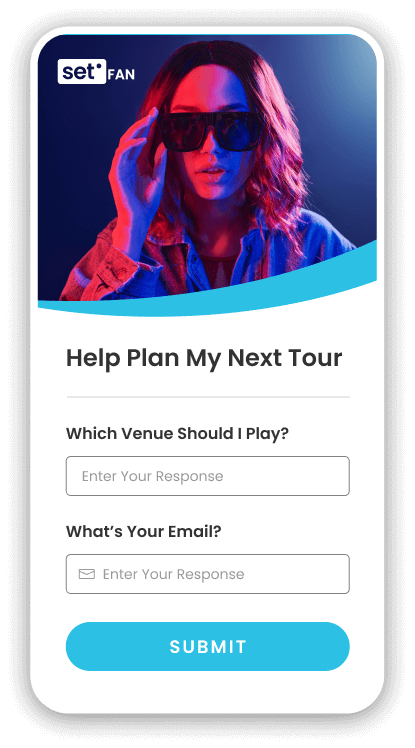 set. FAN
Help Plan My Next Tour
Which Venue Should I Play?
Enter Your Response
What's Your Email?
Enter Your Response
SUBMIT